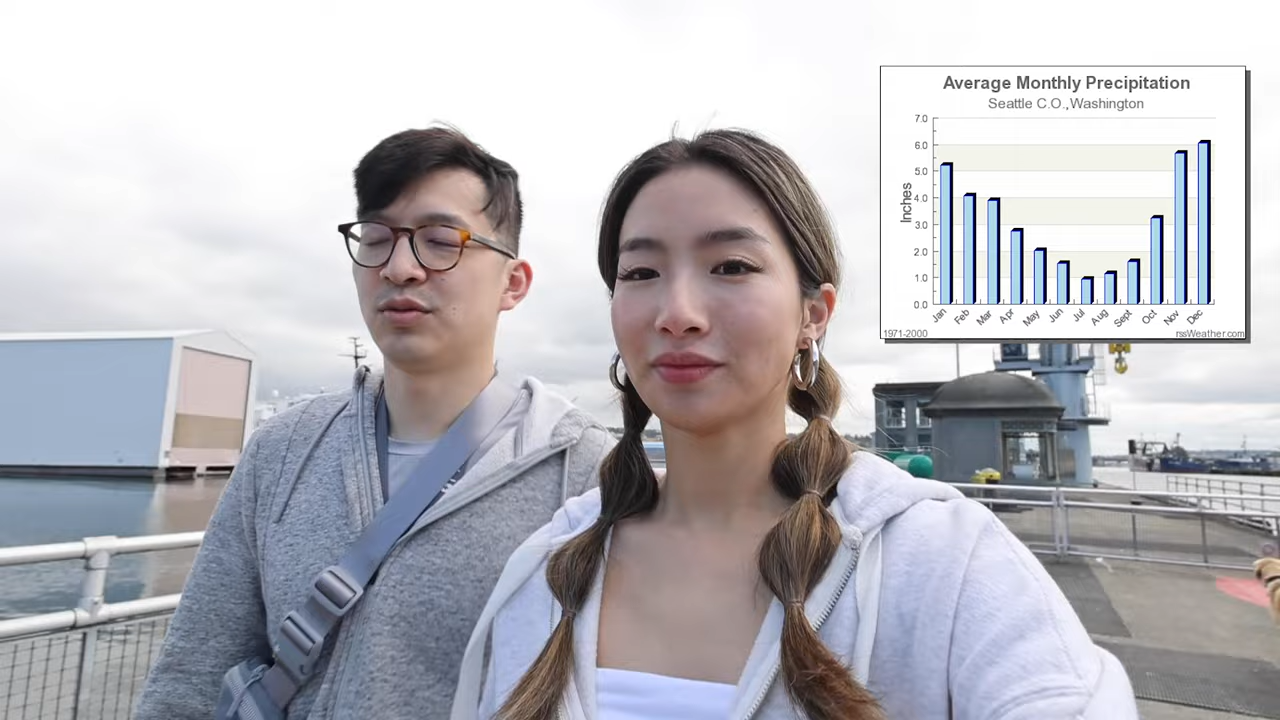 Average Monthly Precipitation
Seattle C.O.,Washington
7.0
6.0
5.0
4.0
3.0
2.0
1.0
0.0
Inches
Jan Feb Mar Apr May Jun Jul Aug Sept Oct Nov Dec
1971-2000 rssWeather.com